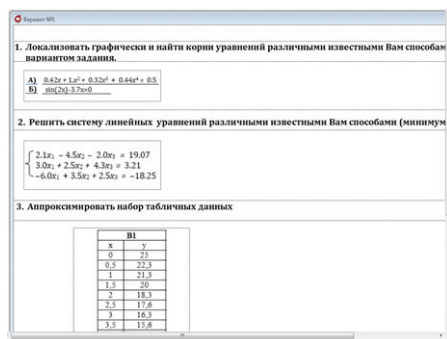 Вариант №1
1. Локализовать графически и найти корни уравнений различными известными Вам способам
вариантом задания.
А) 0.42x + 1.x² + 0.32x³ + 0.44x⁴ = 0.5
Б) sin(2x)-3.7x=0
2. Решить систему линейных уравнений различными известными Вам способами (минимум
2.1x₁ − 4.5x₂ − 2.0x₃ = 19.07
3.0x₁ + 2.5x₂ + 4.3x₃ = 3.21
−6.0x₁ + 3.5x₂ + 2.5x₃ = −18.25
3. Аппроксимировать набор табличных данных
В1
x y
0 25
0,5 22,3
1 21,3
1,5 20
2 18,3
2,5 17,6
3 16,3
3,5 15,6